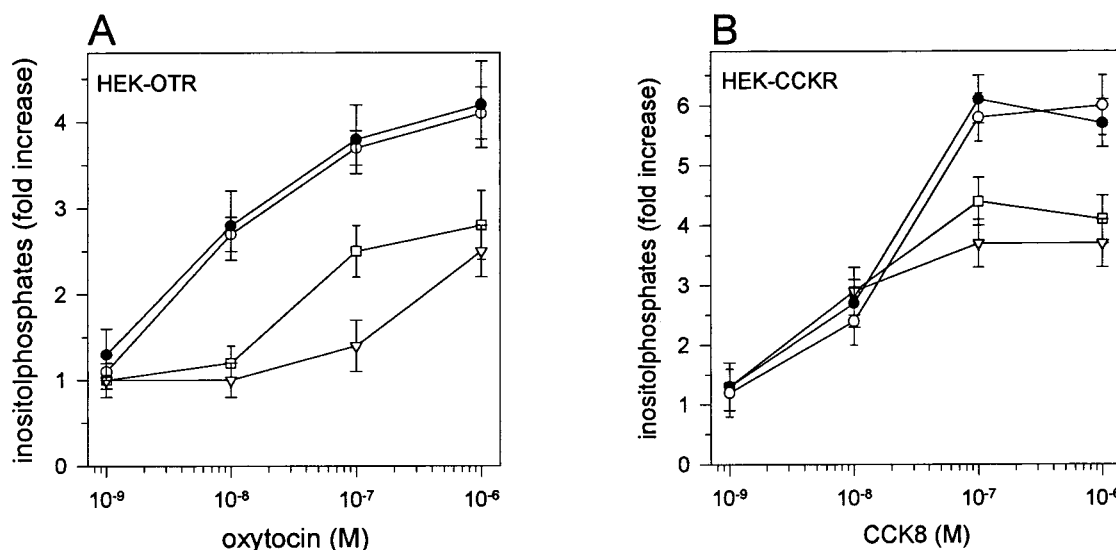 A
HEK-OTR
inositolphosphates (fold increase)
4
3
2
1
0
10-9
10-8
10-7
10-6
oxytocin (M)
B
HEK-CCKR
inositolphosphates (fold increase)
6
5
4
3
2
1
0
10-9
10-8
10-7
10-6
CCK8 (M)